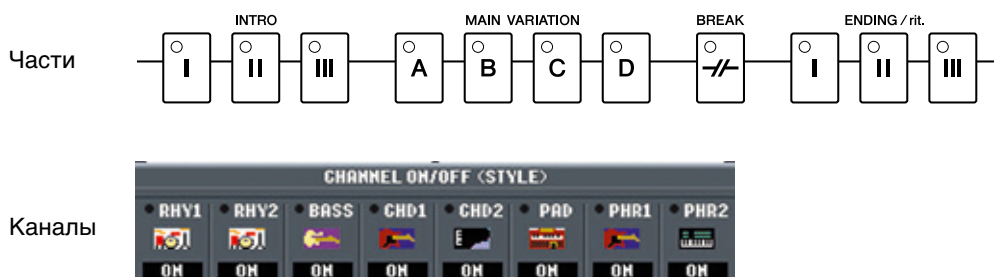 INTRO MAIN VARIATION BREAK ENDING / rit.
Части I II III A B C D I II III
CHANNEL ON/OFF (STYLE)
RHY1 RHY2 BASS CHD1 CHD2 PAD PHR1 PHR2
Каналы
ON ON ON ON ON ON ON ON